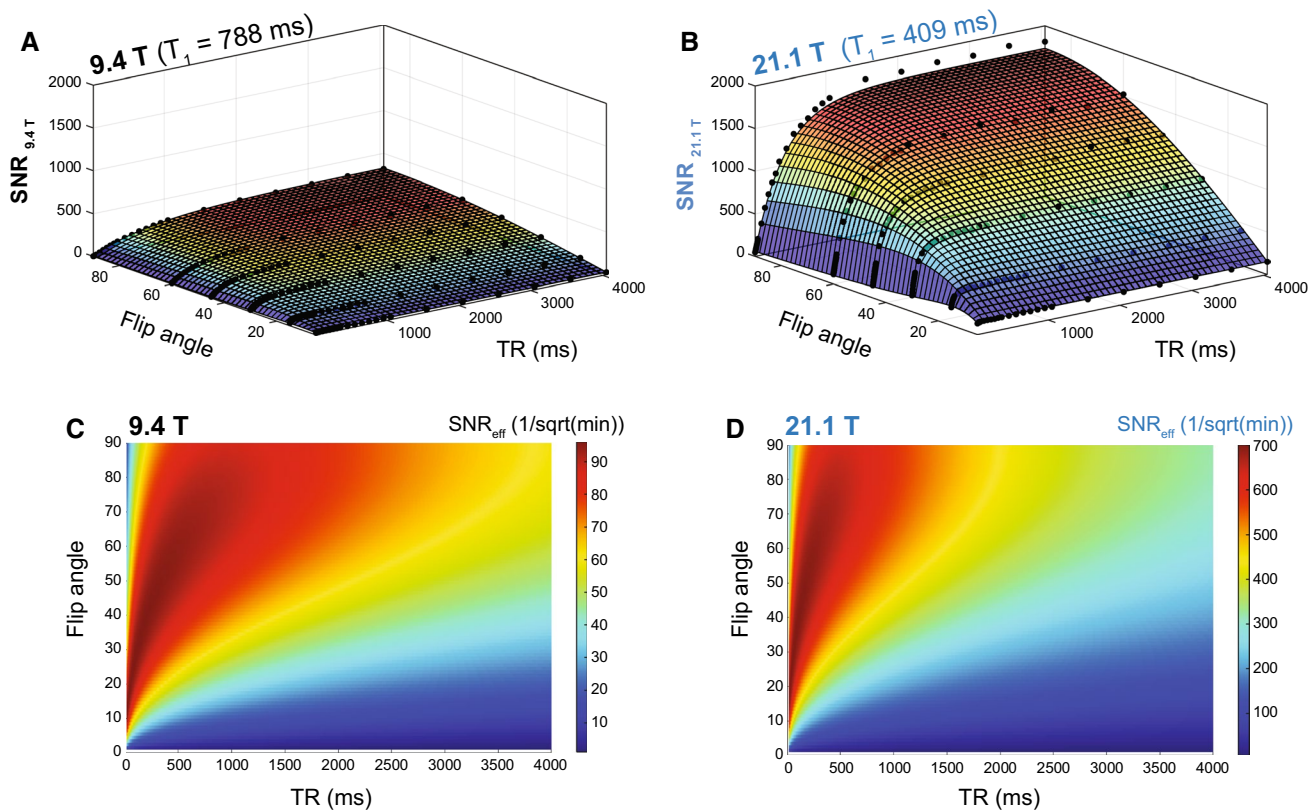 A
9.4 T (T1 = 788 ms)
2000
1500
1000
500
0
SNR 9.4 T
80
60
40
20
Flip angle
1000
2000
3000
4000
TR (ms)
B
21.1 T (T1 = 409 ms)
2000
1500
1000
500
0
SNR 21.1 T
80
60
40
20
Flip angle
1000
2000
3000
4000
TR (ms)
C
9.4 T
SNReff (1/sqrt(min))
90
80
70
60
50
40
30
20
10
0
Flip angle
0 500 1000 1500 2000 2500 3000 3500 4000
TR (ms)
90
80
70
60
50
40
30
20
10
D
21.1 T
SNReff (1/sqrt(min))
90
80
70
60
50
40
30
20
10
0
Flip angle
0 500 1000 1500 2000 2500 3000 3500 4000
TR (ms)
700
600
500
400
300
200
100